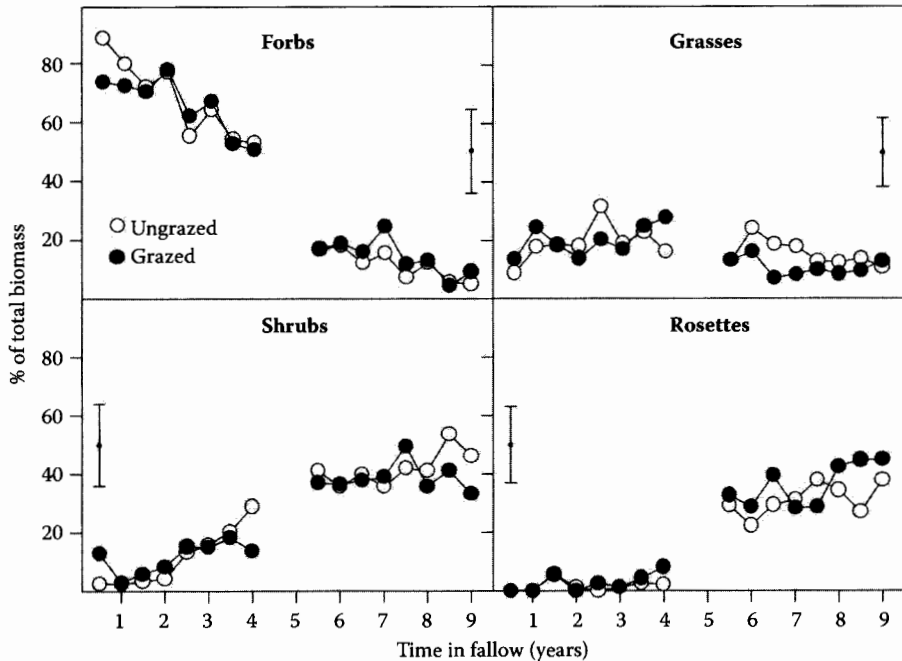 Forbs
Grasses
80
60
40
20
Ungrazed
Grazed
% of total biomass
Shrubs
Rosettes
80
60
40
20
1 2 3 4 5 6 7 8 9
1 2 3 4 5 6 7 8 9
Time in fallow (years)